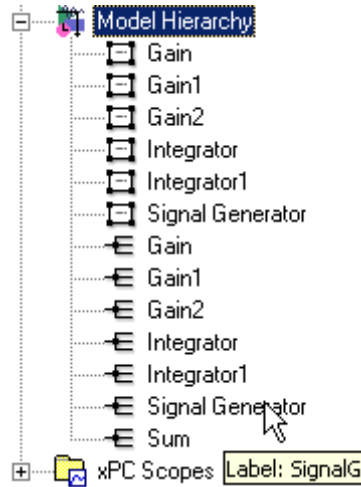 Model Hierarchy
Gain
Gain1
Gain2
Integrator
Integrator1
Signal Generator
Gain
Gain1
Gain2
Integrator
Integrator1
Signal Generator
Sum
xPC Scopes Label: SignalG